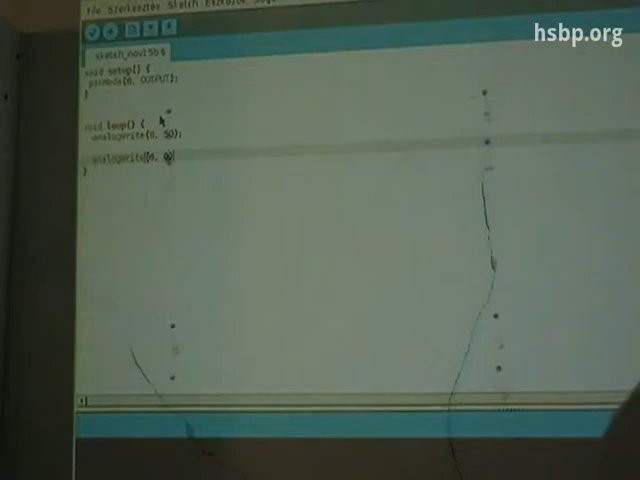 File Szerkesztés Sketch Eszközök
hsbp.org
sketch_nov15b §
void setup() {
pinMode(6, OUTPUT);
}
void loop() {
analogWrite(6, 50);
analogWrite(6, 0)
}